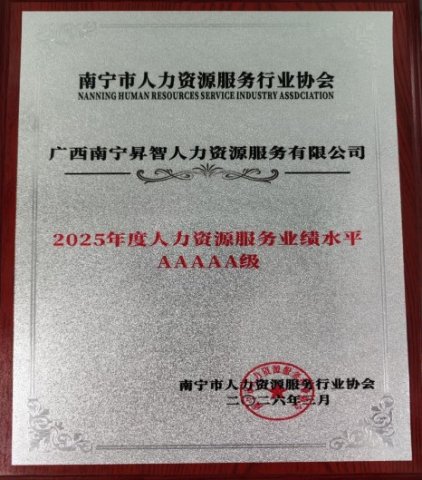 南宁市人力资源服务行业协会
NANNING HUMAN RESOURCES SERVICE INDUSTRY ASSDCIATION
广西南宁昇智人力资源服务有限公司
2025年度人力资源服务业绩水平
AAAAA级
南宁市人力资源服务行业协会
二〇二六年三月